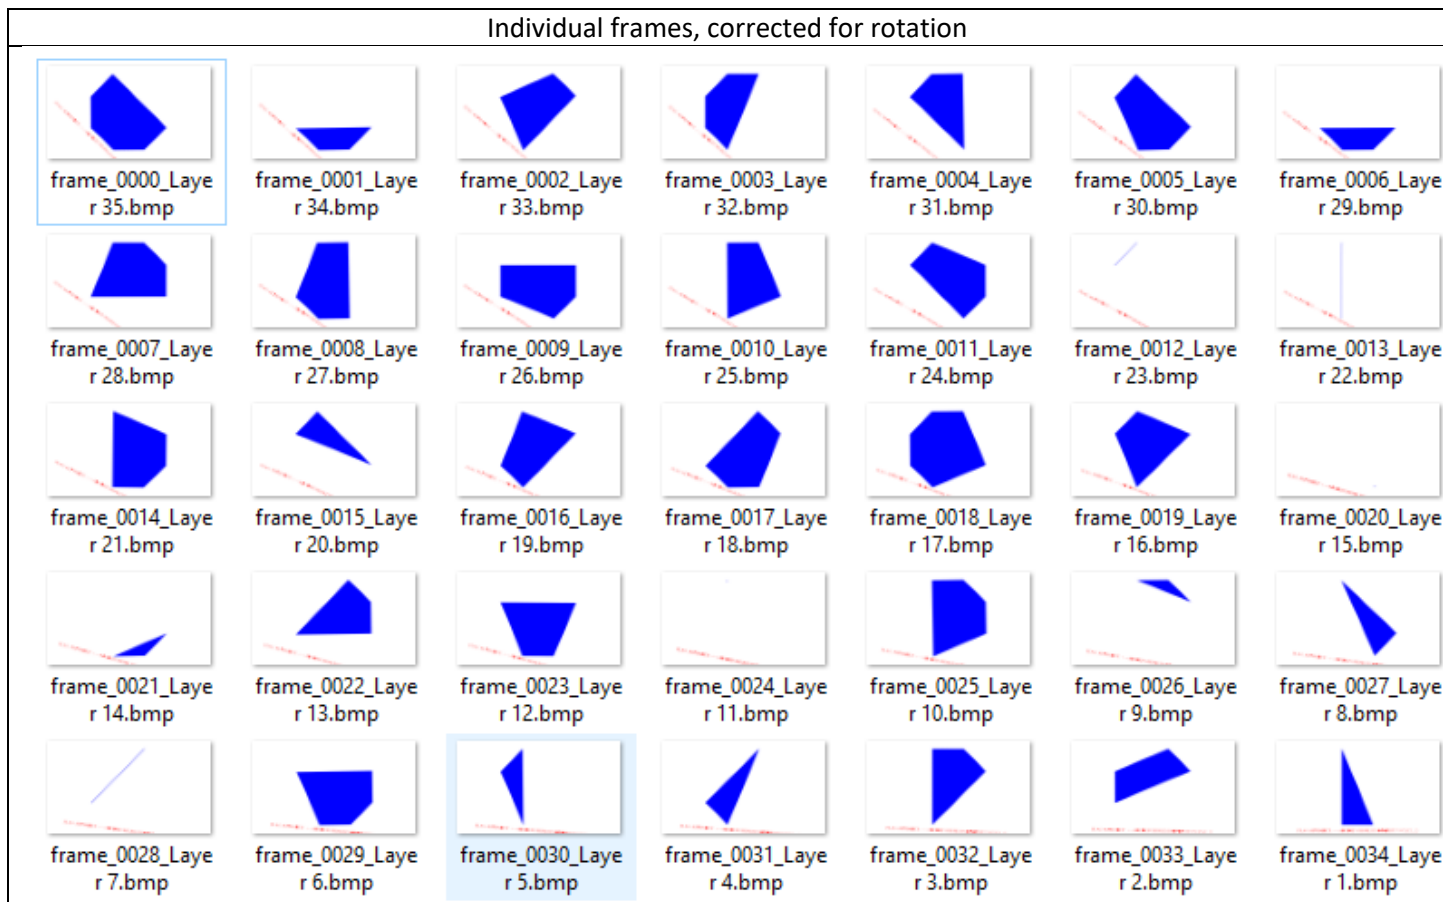 Individual frames, corrected for rotation
frame_0000_Laye frame_0001_Laye frame_0002_Laye frame_0003_Laye frame_0004_Laye frame_0005_Laye frame_0006_Laye
r 35.bmp r 34.bmp r 33.bmp r 32.bmp r 31.bmp r 30.bmp r 29.bmp
frame_0007_Laye frame_0008_Laye frame_0009_Laye frame_0010_Laye frame_0011_Laye frame_0012_Laye frame_0013_Laye
r 28.bmp r 27.bmp r 26.bmp r 25.bmp r 24.bmp r 23.bmp r 22.bmp
frame_0014_Laye frame_0015_Laye frame_0016_Laye frame_0017_Laye frame_0018_Laye frame_0019_Laye frame_0020_Laye
r 21.bmp r 20.bmp r 19.bmp r 18.bmp r 17.bmp r 16.bmp r 15.bmp
frame_0021_Laye frame_0022_Laye frame_0023_Laye frame_0024_Laye frame_0025_Laye frame_0026_Laye frame_0027_Laye
r 14.bmp r 13.bmp r 12.bmp r 11.bmp r 10.bmp r 9.bmp r 8.bmp
frame_0028_Laye frame_0029_Laye frame_0030_Laye frame_0031_Laye frame_0032_Laye frame_0033_Laye frame_0034_Laye
r 7.bmp r 6.bmp r 5.bmp r 4.bmp r 3.bmp r 2.bmp r 1.bmp